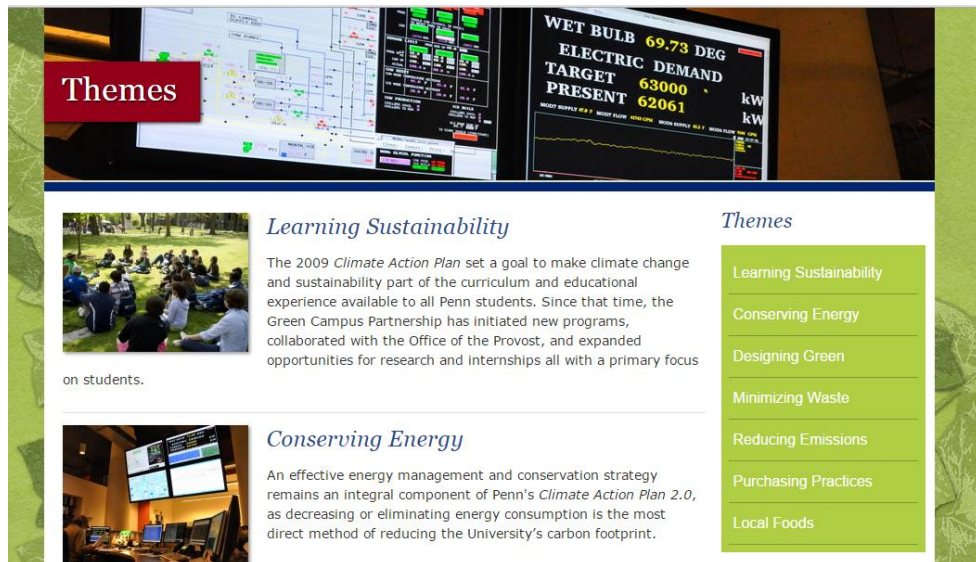 Themes
WET BULB 69.73 DEG
ELECTRIC DEMAND
TARGET 63000 kW
PRESENT 62061 kW
Learning Sustainability
The 2009 Climate Action Plan set a goal to make climate change
and sustainability part of the curriculum and educational
experience available to all Penn students. Since that time, the
Green Campus Partnership has initiated new programs,
collaborated with the Office of the Provost, and expanded
opportunities for research and internships all with a primary focus
on students.
Conserving Energy
An effective energy management and conservation strategy
remains an integral component of Penn's Climate Action Plan 2.0,
as decreasing or eliminating energy consumption is the most
direct method of reducing the University's carbon footprint.
Themes
Learning Sustainability
Conserving Energy
Designing Green
Minimizing Waste
Reducing Emissions
Purchasing Practices
Local Foods